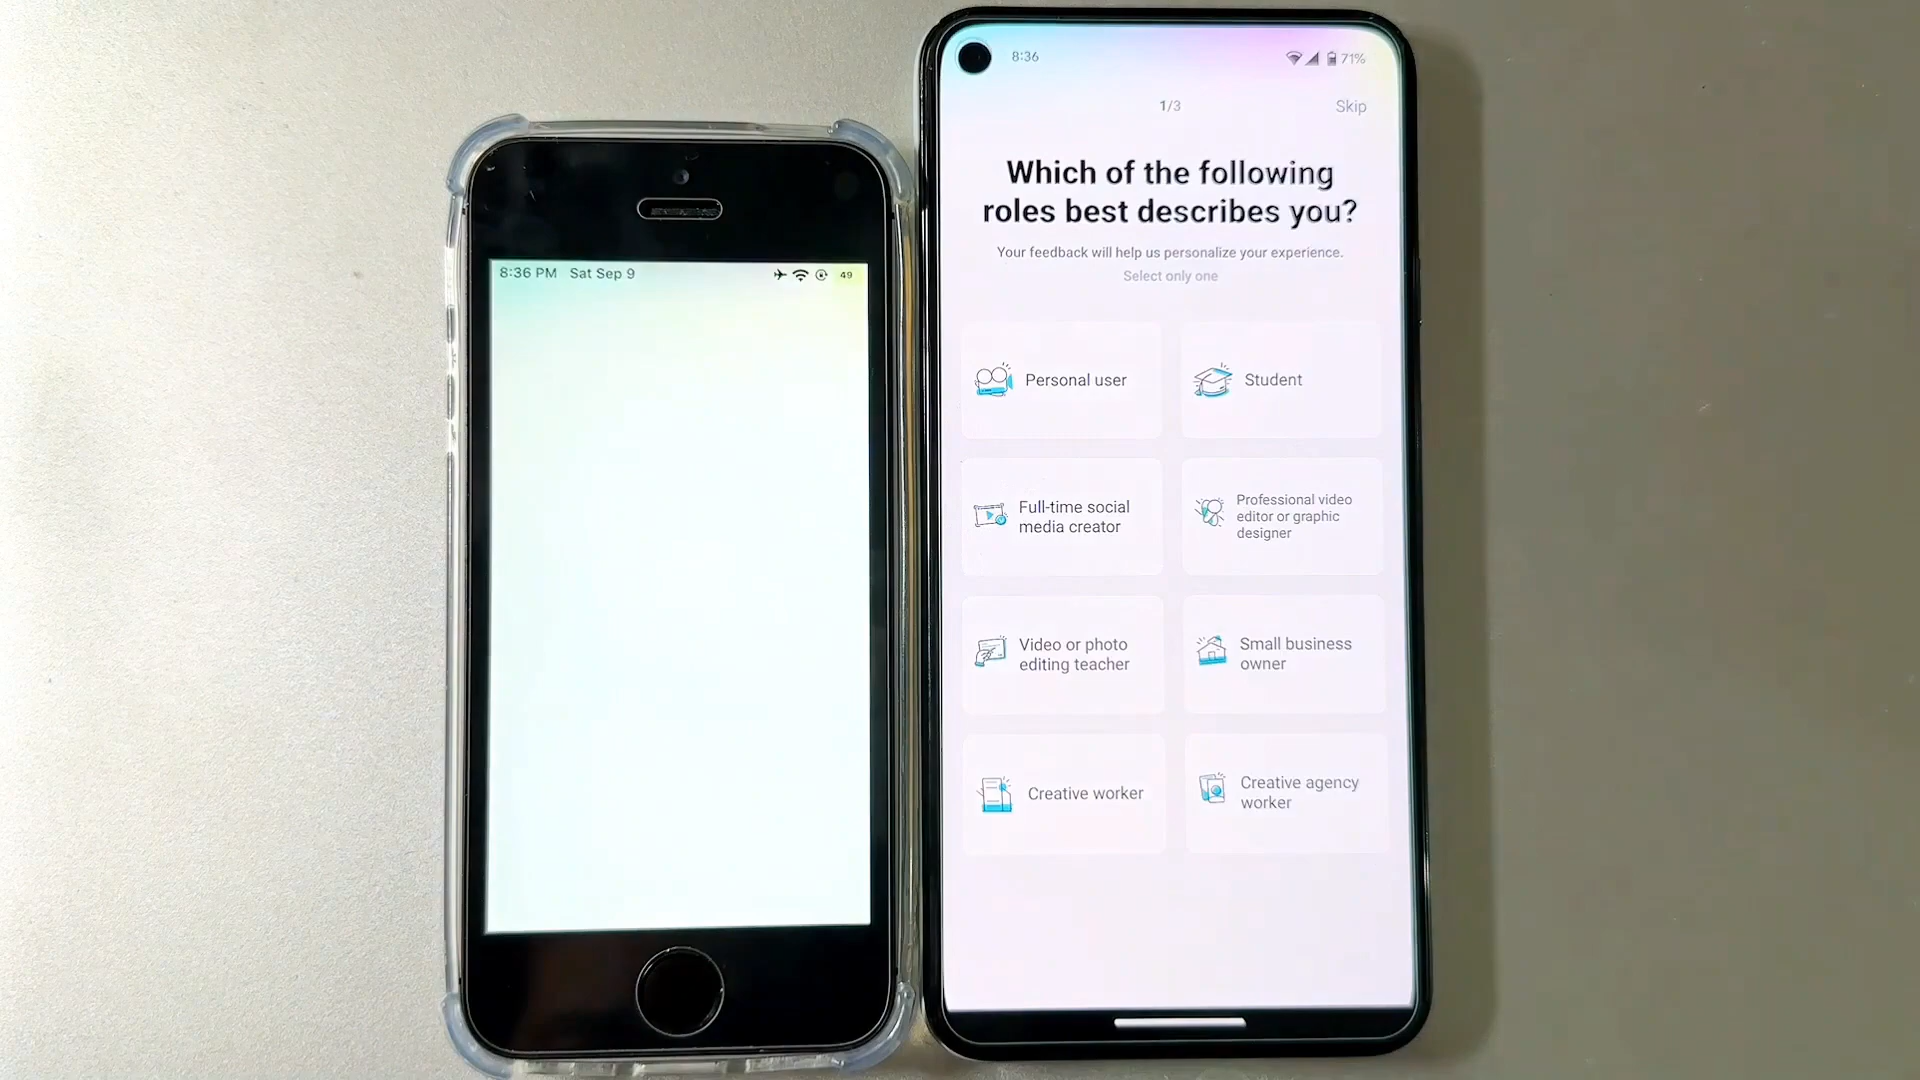 8:36 PM Sat Sep 9
49
8:36
71%
1/3
Skip
Which of the following
roles best describes you?
Your feedback will help us personalize your experience.
Select only one
Personal user
Student
Full-time social
media creator
Professional video
editor or graphic
designer
Video or photo
editing teacher
Small business
owner
Creative worker
Creative agency
worker